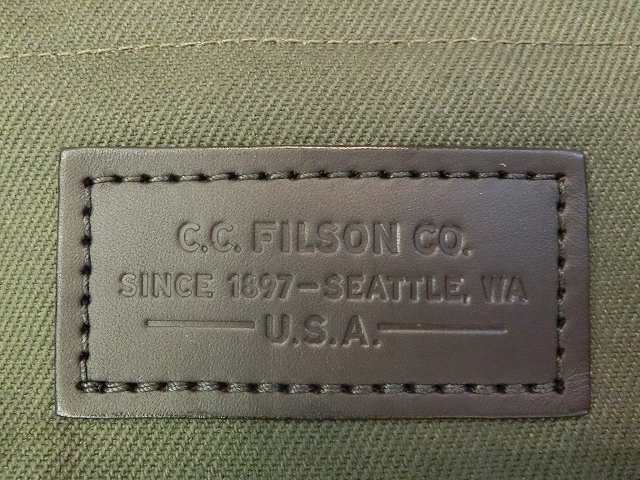 C.C. FILSON CO.
SINCE 1897–SEATTLE, WA
U.S.A.